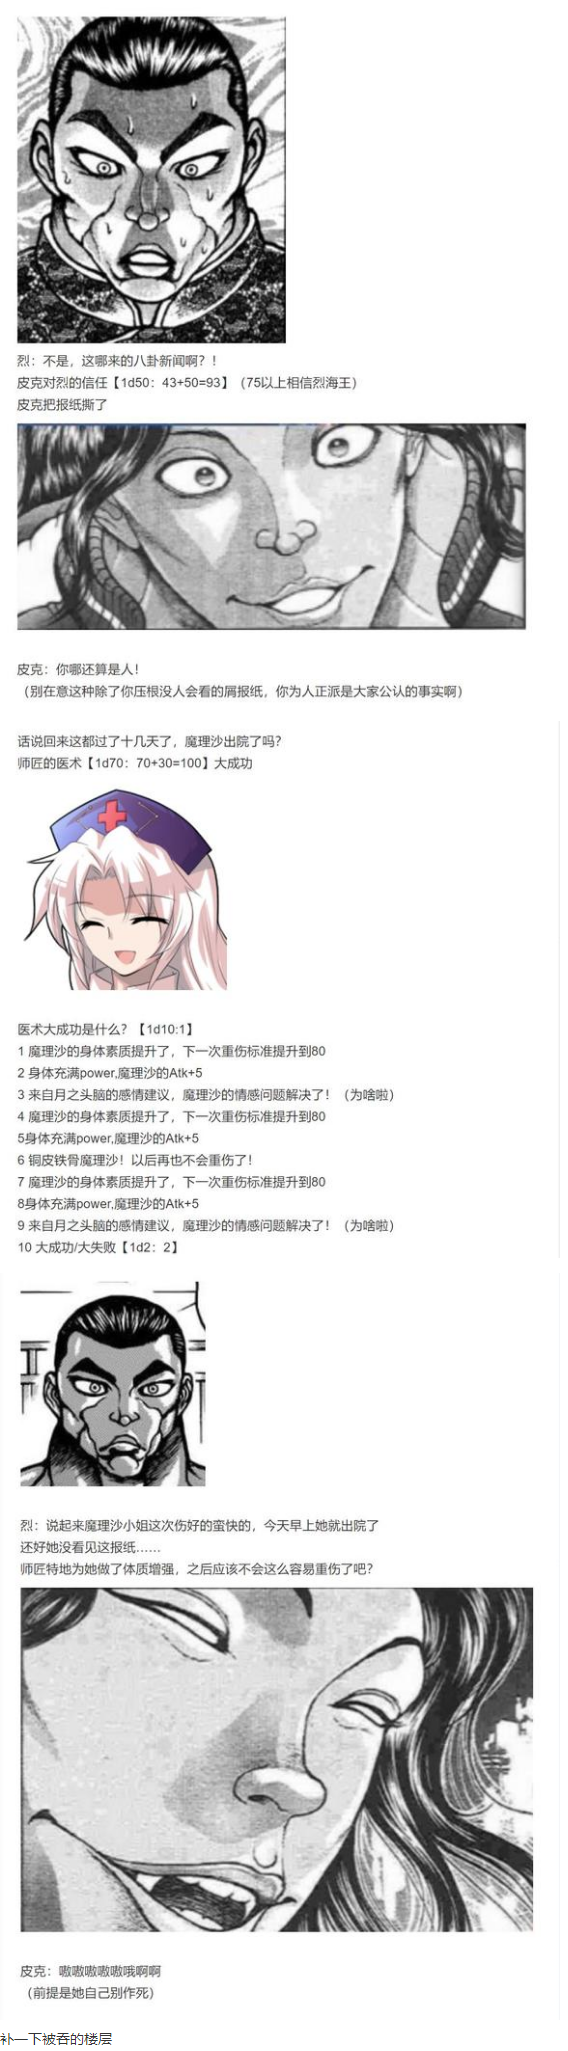 烈：不是，这哪来的八卦新闻啊？！
皮克对烈的信任【1d50：43+50=93】（75以上相信烈海王）
皮克把报纸撕了
皮克：你哪还算是人！
（别在意这种除了你压根没人会看的屑报纸，你为人正派是大家公认的事实啊）
话说回来这都过了十几天了，魔理沙出院了吗？
师匠的医术【1d70：70+30=100】大成功
医术大成功是什么？【1d10:1】
1 魔理沙的身体素质提升了，下一次重伤标准提升到80
2 身体充满power,魔理沙的Atk+5
3 来自月之头脑的感情建议，魔理沙的情感问题解决了！（为啥啦）
4 魔理沙的身体素质提升了，下一次重伤标准提升到80
5身体充满power,魔理沙的Atk+5
6 铜皮铁骨魔理沙！以后再也不会重伤了！
7 魔理沙的身体素质提升了，下一次重伤标准提升到80
8身体充满power,魔理沙的Atk+5
9 来自月之头脑的感情建议，魔理沙的情感问题解决了！（为啥啦）
10 大成功/大失败【1d2：2】
烈：说起来魔理沙小姐这次伤好的蛮快的，今天早上她就出院了
还好她没看见这报纸……
师匠特地为她做了体质增强，之后应该不会这么容易重伤了吧？
皮克：嗷嗷嗷嗷嗷哦啊啊
（前提是她自己别作死）
补一下被吞的楼层